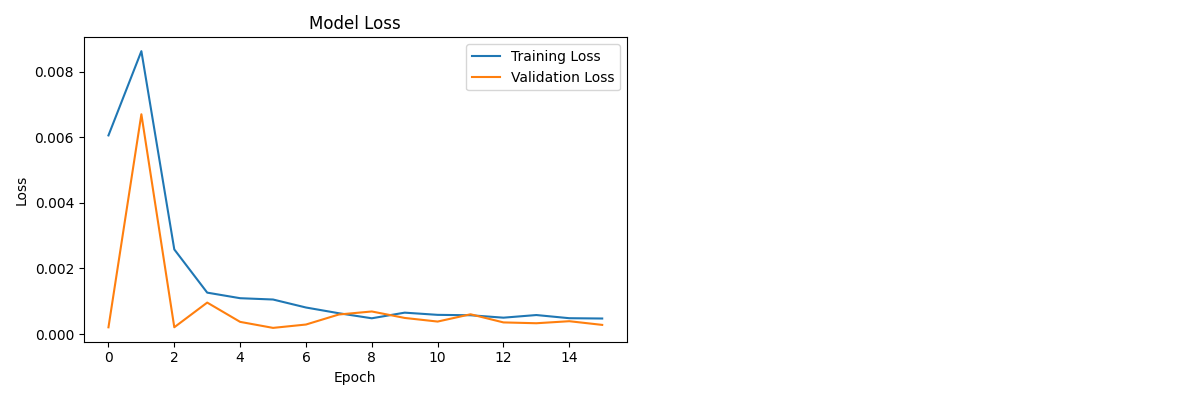 Model Loss
Training Loss
Validation Loss
0.008
0.006
0.004
0.002
0.000
Loss
0 2 4 6 8 10 12 14
Epoch